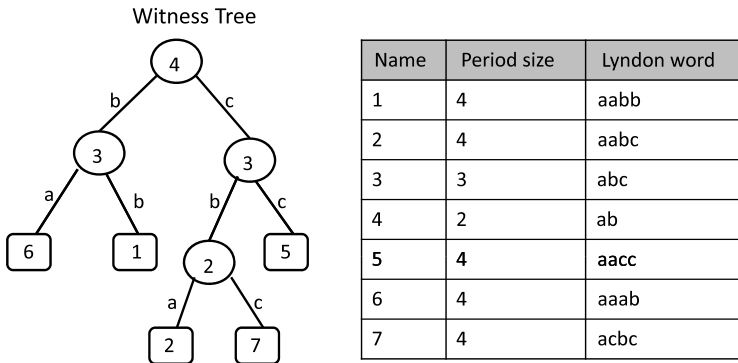 Witness Tree
4
b c
3 3
a b b c
6 1 2 5
a c
2 7
Name Period size Lyndon word
1 4 aabb
2 4 aabc
3 3 abc
4 2 ab
5 4 aacc
6 4 aaab
7 4 acbc